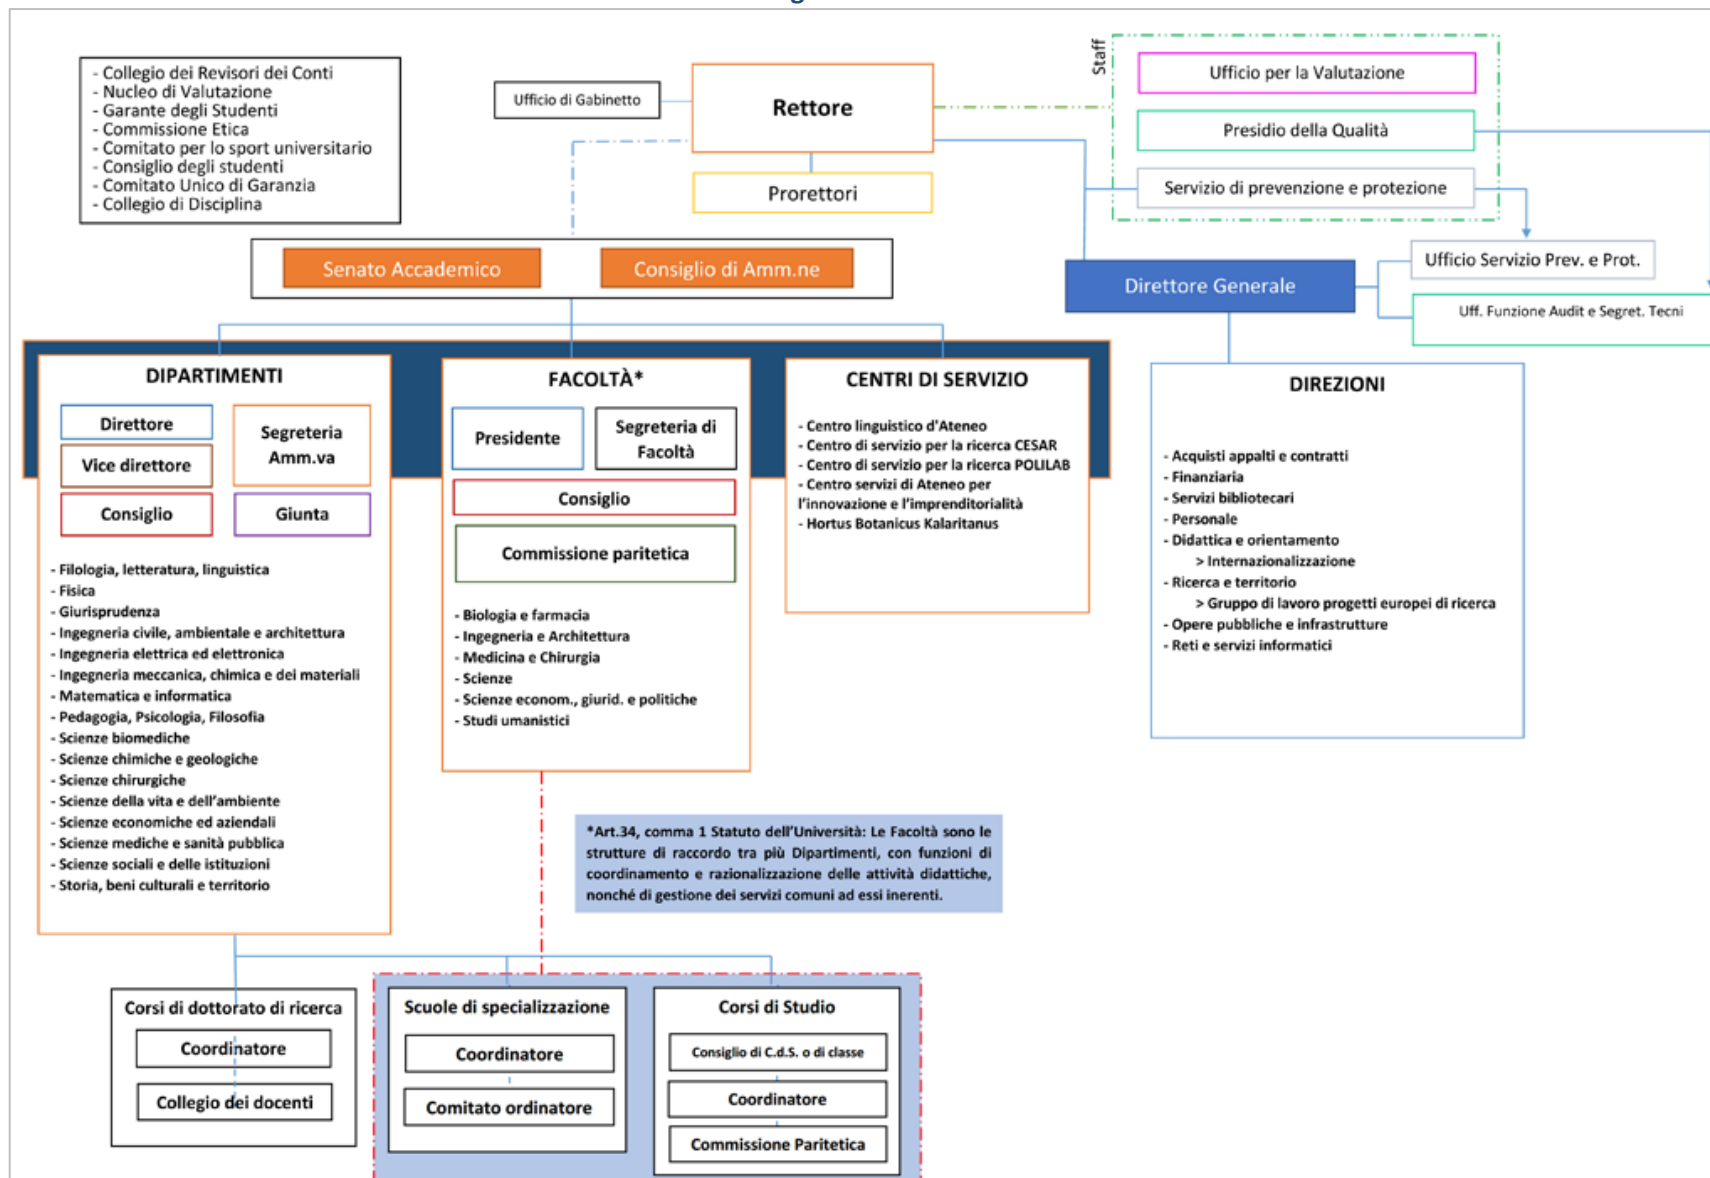 - Collegio dei Revisori dei Conti
- Nucleo di Valutazione
- Garante degli Studenti
- Commissione Etica
- Comitato per lo sport universitario
- Consiglio degli studenti
- Comitato Unico di Garanzia
- Collegio di Disciplina
Ufficio di Gabinetto
Rettore
Prorettori
Staff
Ufficio per la Valutazione
Presidio della Qualità
Servizio di prevenzione e protezione
Senato Accademico
Consiglio di Amm.ne
Direttore Generale
Ufficio Servizio Prev. e Prot.
Uff. Funzione Audit e Segret. Tecni
DIPARTIMENTI
Direttore
Vice direttore
Consiglio
Segreteria
Amm.va
Giunta
- Filologia, letteratura, linguistica
- Fisica
- Giurisprudenza
- Ingegneria civile, ambientale e architettura
- Ingegneria elettrica ed elettronica
- Ingegneria meccanica, chimica e dei materiali
- Matematica e informatica
- Pedagogia, Psicologia, Filosofia
- Scienze biomediche
- Scienze chimiche e geologiche
- Scienze chirurgiche
- Scienze della vita e dell'ambiente
- Scienze economiche ed aziendali
- Scienze mediche e sanità pubblica
- Scienze sociali e delle istituzioni
- Storia, beni culturali e territorio
FACOLTÀ*
Presidente
Segreteria di
Facoltà
Consiglio
Commissione paritetica
- Biologia e farmacia
- Ingegneria e Architettura
- Medicina e Chirurgia
- Scienze
- Scienze econom., giurid. e politiche
- Studi umanistici
CENTRI DI SERVIZIO
- Centro linguistico d'Ateneo
- Centro di servizio per la ricerca CESAR
- Centro di servizio per la ricerca POLILAB
- Centro servizi di Ateneo per
l'innovazione e l'imprenditorialità
- Hortus Botanicus Kalaritanus
DIREZIONI
- Acquisti appalti e contratti
- Finanziaria
- Servizi bibliotecari
- Personale
- Didattica e orientamento
> Internazionalizzazione
- Ricerca e territorio
> Gruppo di lavoro progetti europei di ricerca
- Opere pubbliche e infrastrutture
- Reti e servizi informatici
*Art.34, comma 1 Statuto dell'Università: Le Facoltà sono le
strutture di raccordo tra più Dipartimenti, con funzioni di
coordinamento e razionalizzazione delle attività didattiche,
nonché di gestione dei servizi comuni ad essi inerenti.
Corsi di dottorato di ricerca
Coordinatore
Collegio dei docenti
Scuole di specializzazione
Coordinatore
Comitato ordinatore
Corsi di Studio
Consiglio di C.d.S. o di classe
Coordinatore
Commissione Paritetica